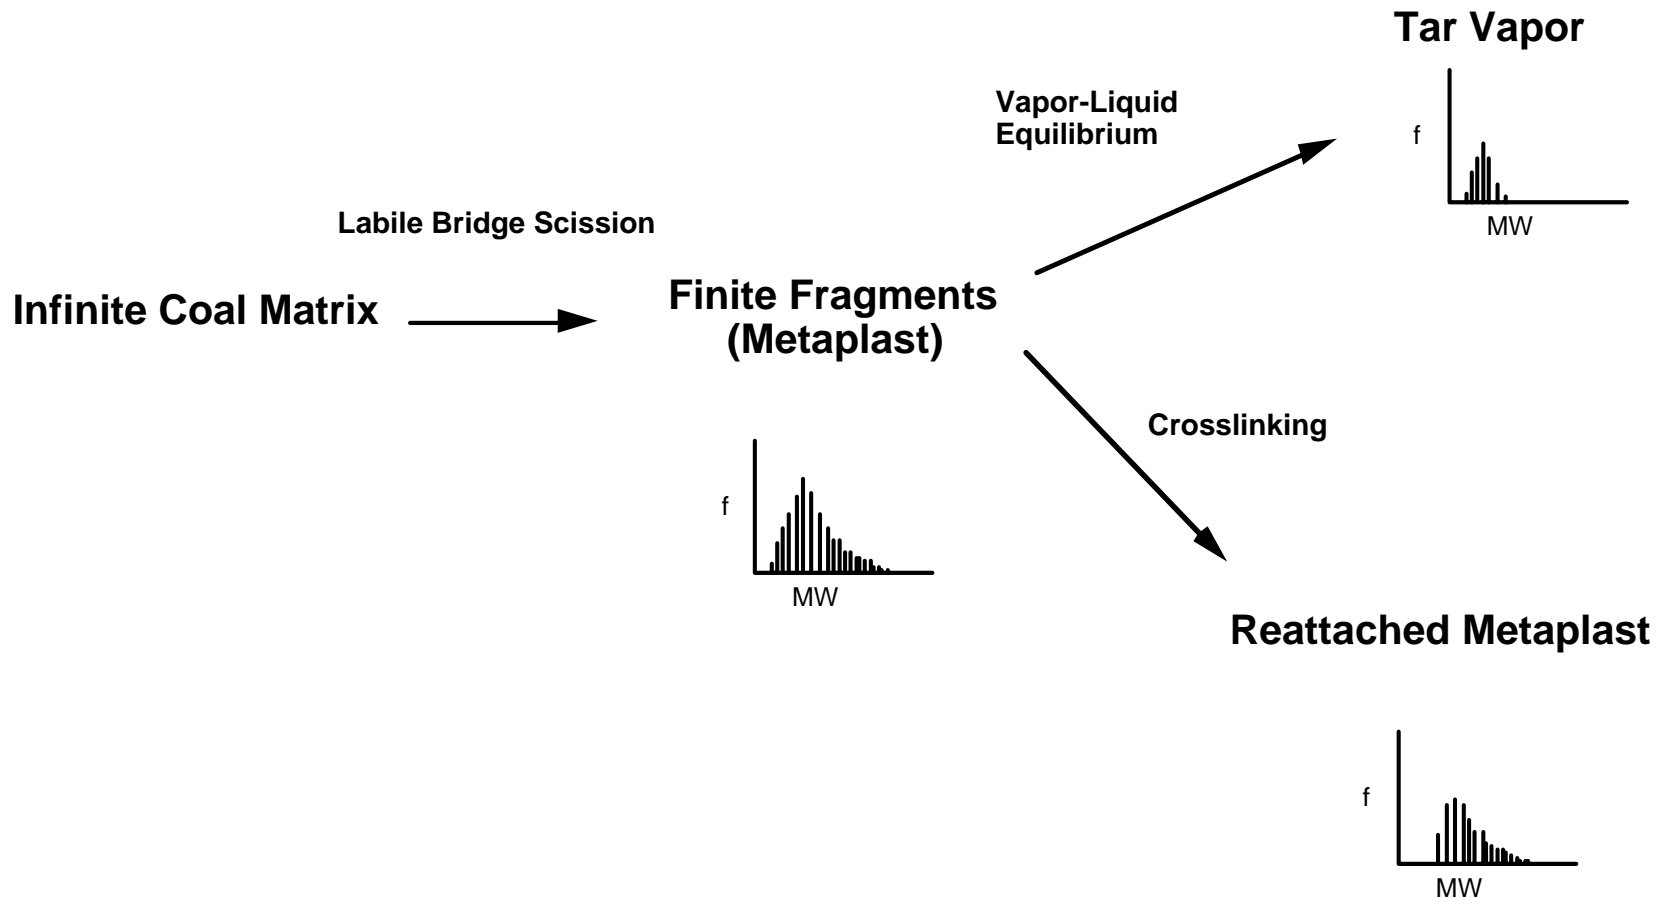 Tar Vapor
Vapor-Liquid
Equilibrium
f
MW
Labile Bridge Scission
Infinite Coal Matrix
Finite Fragments
(Metaplast)
Crosslinking
f
MW
Reattached Metaplast
f
MW